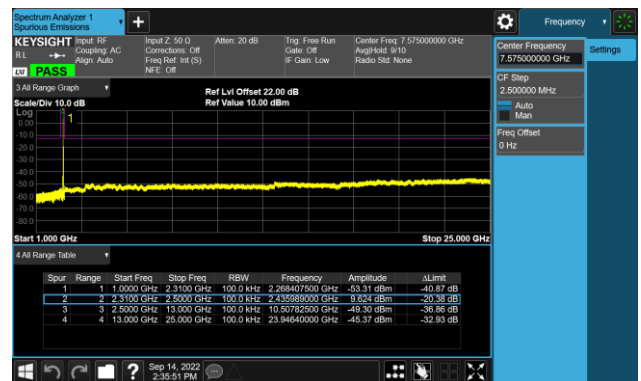 Spectrum Analyzer 1
Spurious Emissions
Frequency
KEYSIGHT
Input: RF
Coupling: AC
Align: Auto
Input Z: 50 Ω
Corrections: Off
Freq Ref: Int (S)
NFE: Off
Atten: 20 dB
Trig: Free Run
Gate: Off
IF Gain: Low
Center Freq: 7.575000000 GHz
Avg|Hold: 9/10
Radio Std: None
R L
LXI
PASS
Center Frequency
7.575000000 GHz
Settings
CF Step
2.500000 MHz
Auto
Man
Freq Offset
0 Hz
3 All Range Graph
Scale/Div 10.0 dB
Ref Lvl Offset 22.00 dB
Ref Value 10.00 dBm
Log
1
0.00
-10.0
-20.0
-30.0
-40.0
-50.0
-60.0
-70.0
-80.0
Start 1.000 GHz
Stop 25.000 GHz
4 All Range Table
Spur Range Start Freq Stop Freq RBW Frequency Amplitude ΔLimit
1 1 1.0000 GHz 2.3100 GHz 100.0 kHz 2.268407500 GHz -53.31 dBm -40.87 dB
2 2 2.3100 GHz 2.5000 GHz 100.0 kHz 2.435989000 GHz 9.624 dBm -20.38 dB
3 3 2.5000 GHz 13.000 GHz 100.0 kHz 10.50782500 GHz -49.30 dBm -36.86 dB
4 4 13.000 GHz 25.000 GHz 100.0 kHz 23.94640000 GHz -45.37 dBm -32.93 dB
?
Sep 14, 2022
2:35:51 PM